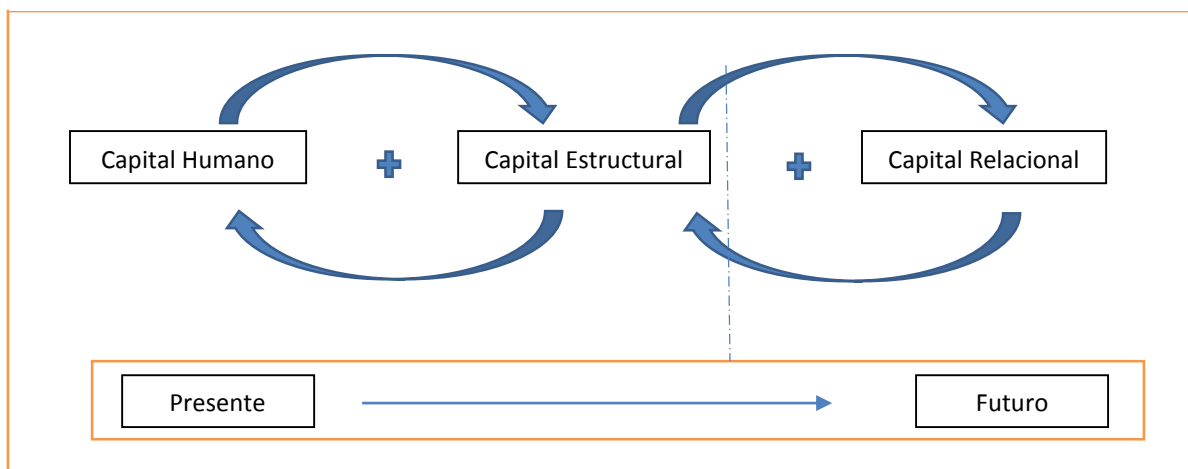 Capital Humano
Capital Estructural
Capital Relacional
Presente
Futuro